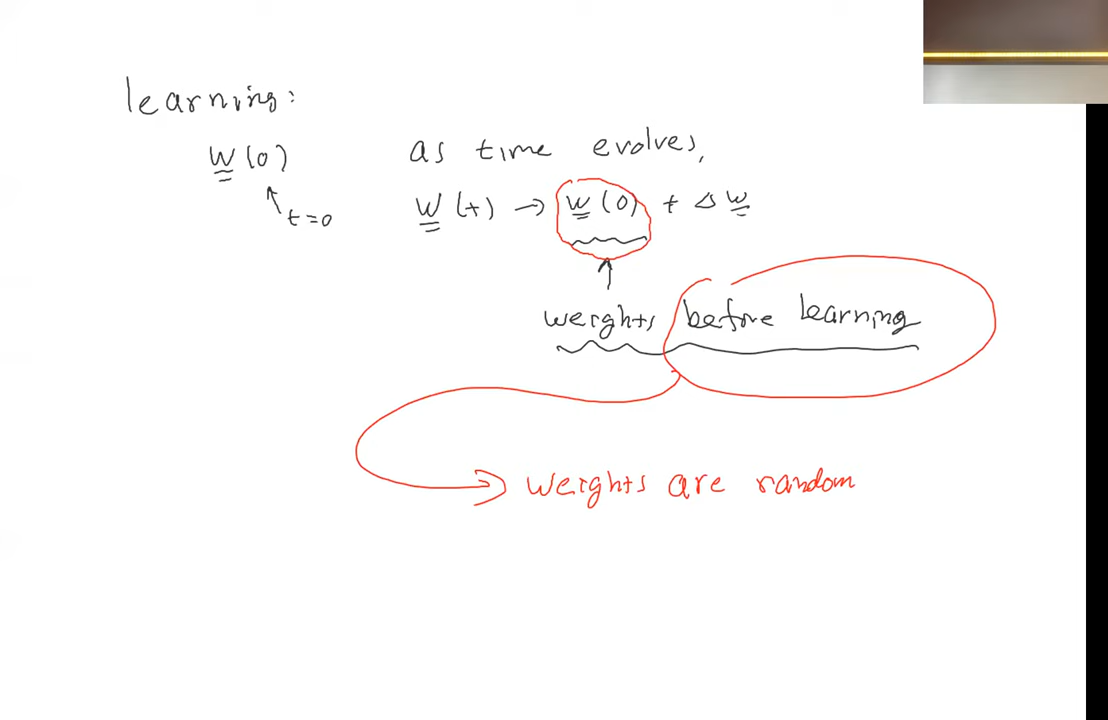 learning:
w(0) as time evolves,
t=0 w(t) → w(0) + Δw
weights before learning
weights are random